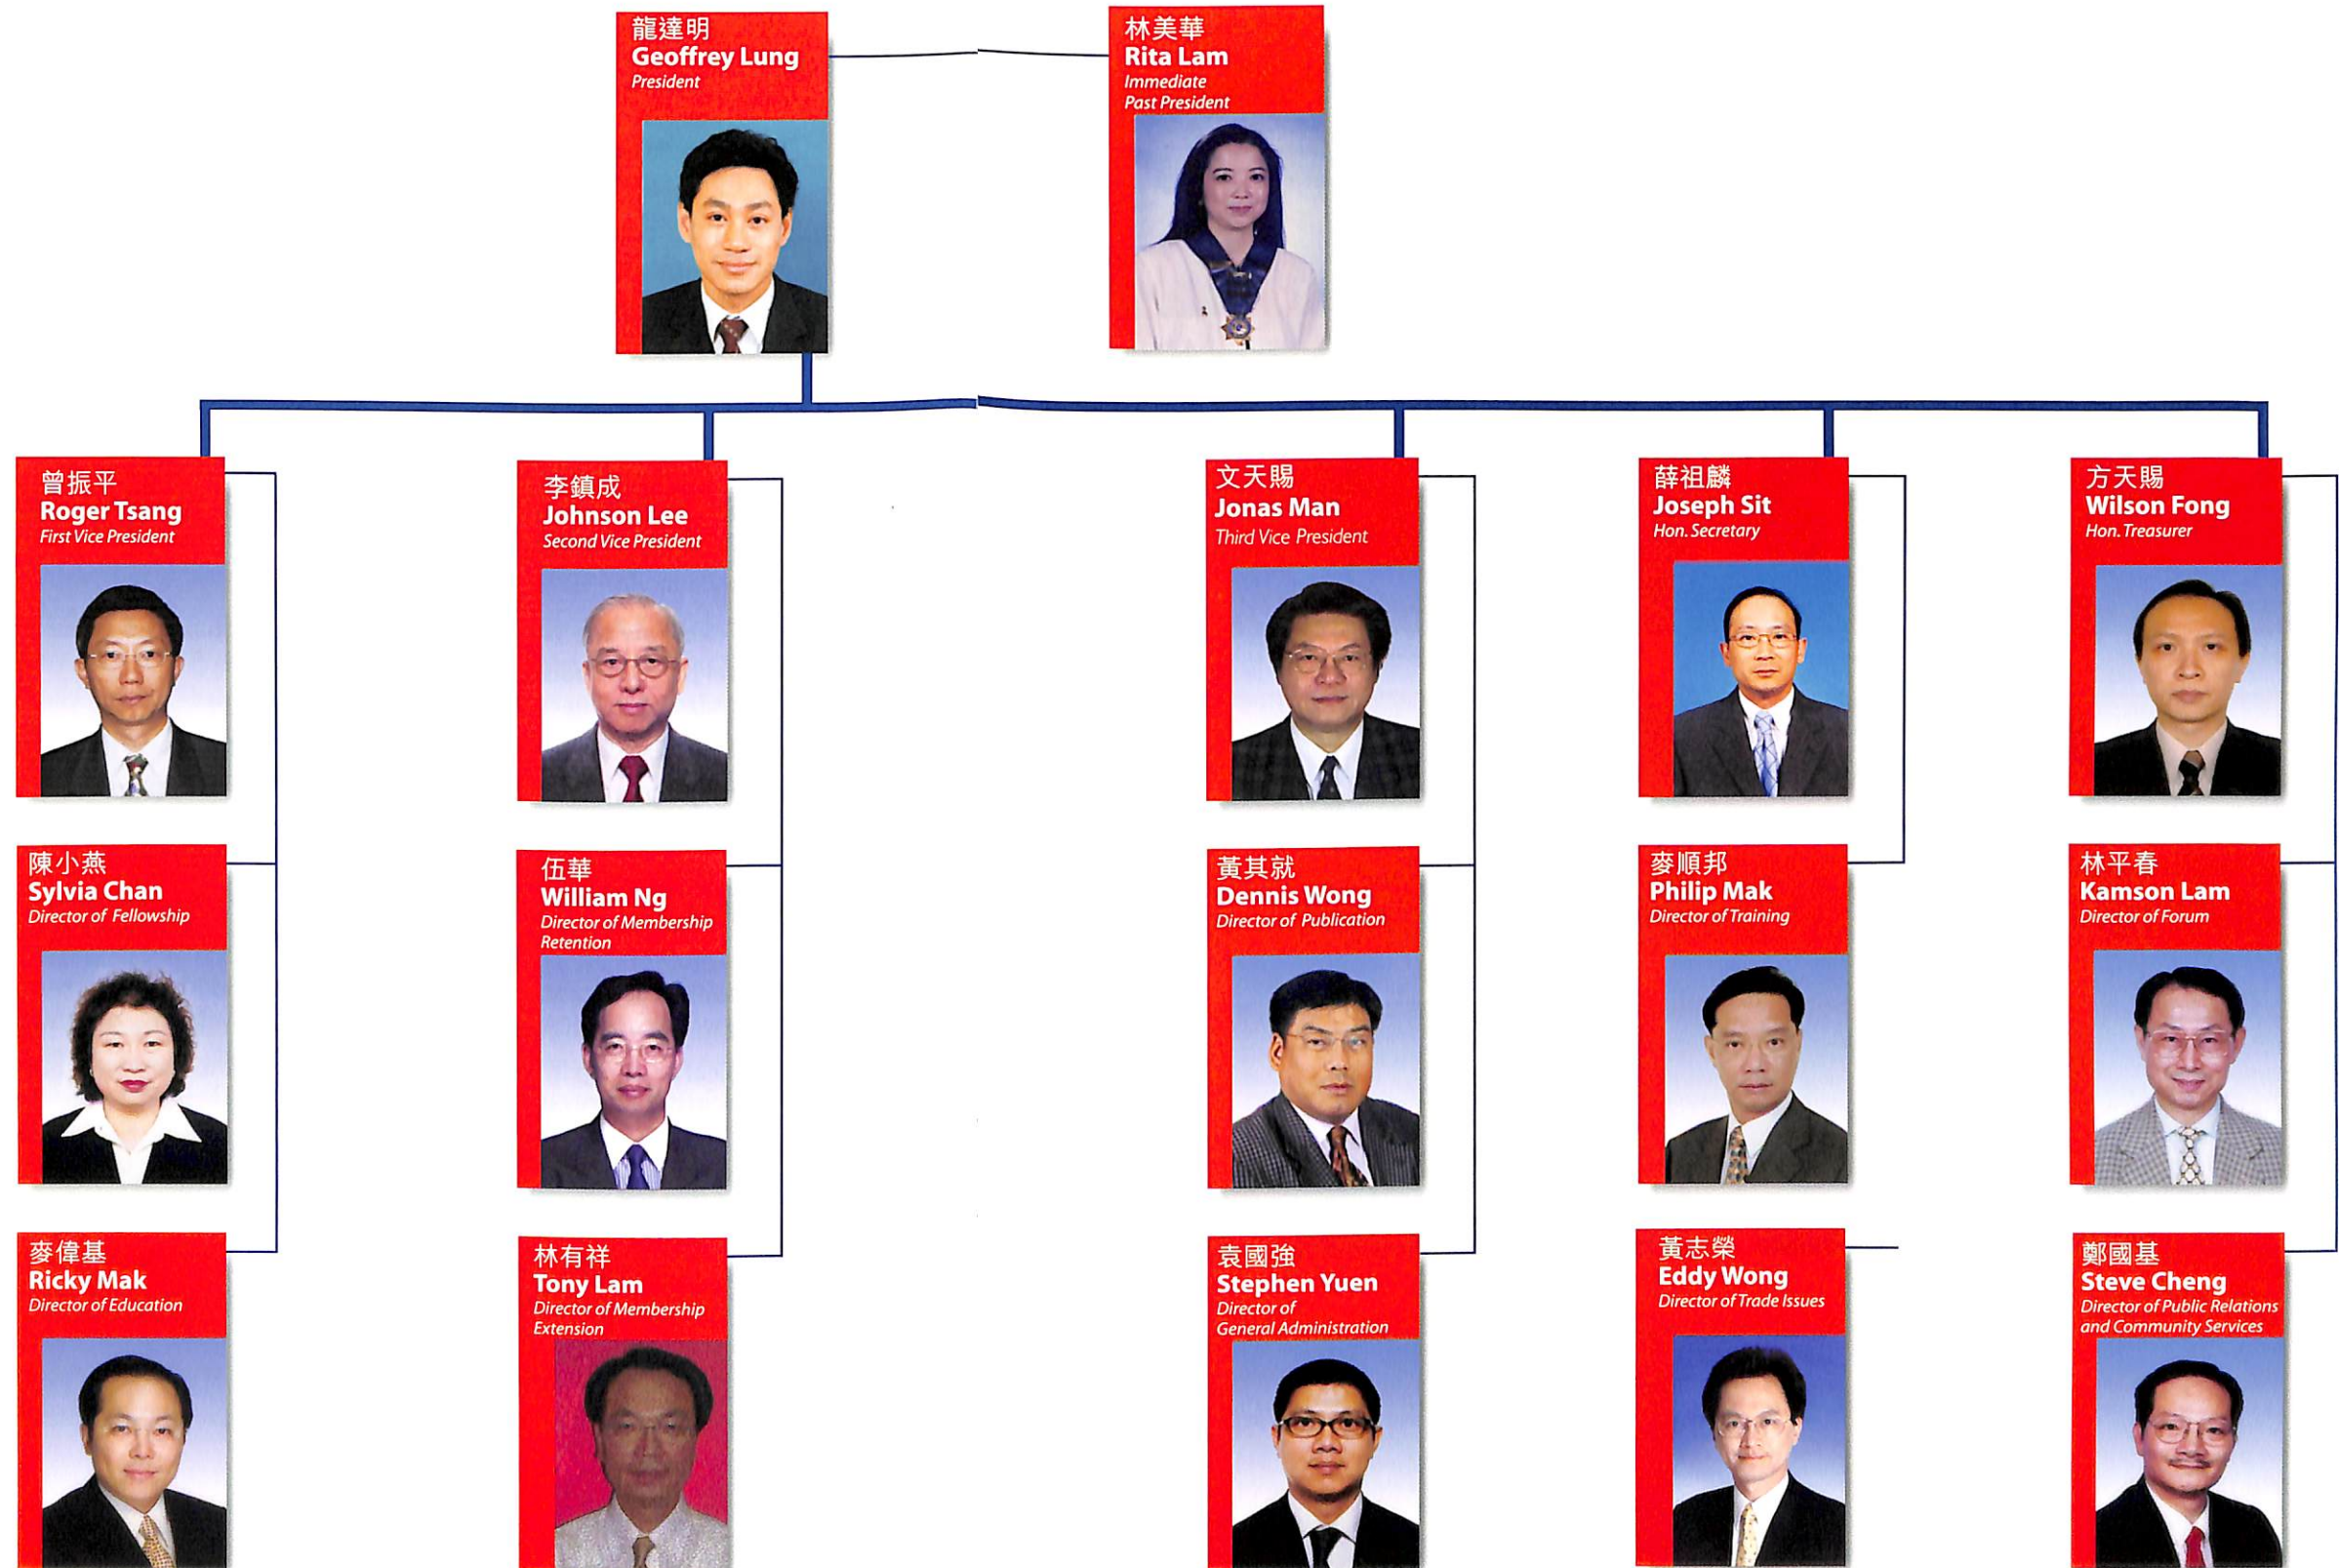 龍達明
Geoffrey Lung
President
林美華
Rita Lam
Immediate
Past President
曾振平
Roger Tsang
First Vice President
李鎮成
Johnson Lee
Second Vice President
文天賜
Jonas Man
Third Vice President
薛祖麟
Joseph Sit
Hon. Secretary
方天賜
Wilson Fong
Hon. Treasurer
陳小燕
Sylvia Chan
Director of Fellowship
伍華
William Ng
Director of Membership
Retention
黃其就
Dennis Wong
Director of Publication
麥順邦
Philip Mak
Director of Training
林平春
Kamson Lam
Director of Forum
麥偉基
Ricky Mak
Director of Education
林有祥
Tony Lam
Director of Membership
Extension
袁國強
Stephen Yuen
Director of
General Administration
黃志榮
Eddy Wong
Director of Trade Issues
鄭國基
Steve Cheng
Director of Public Relations
and Community Services